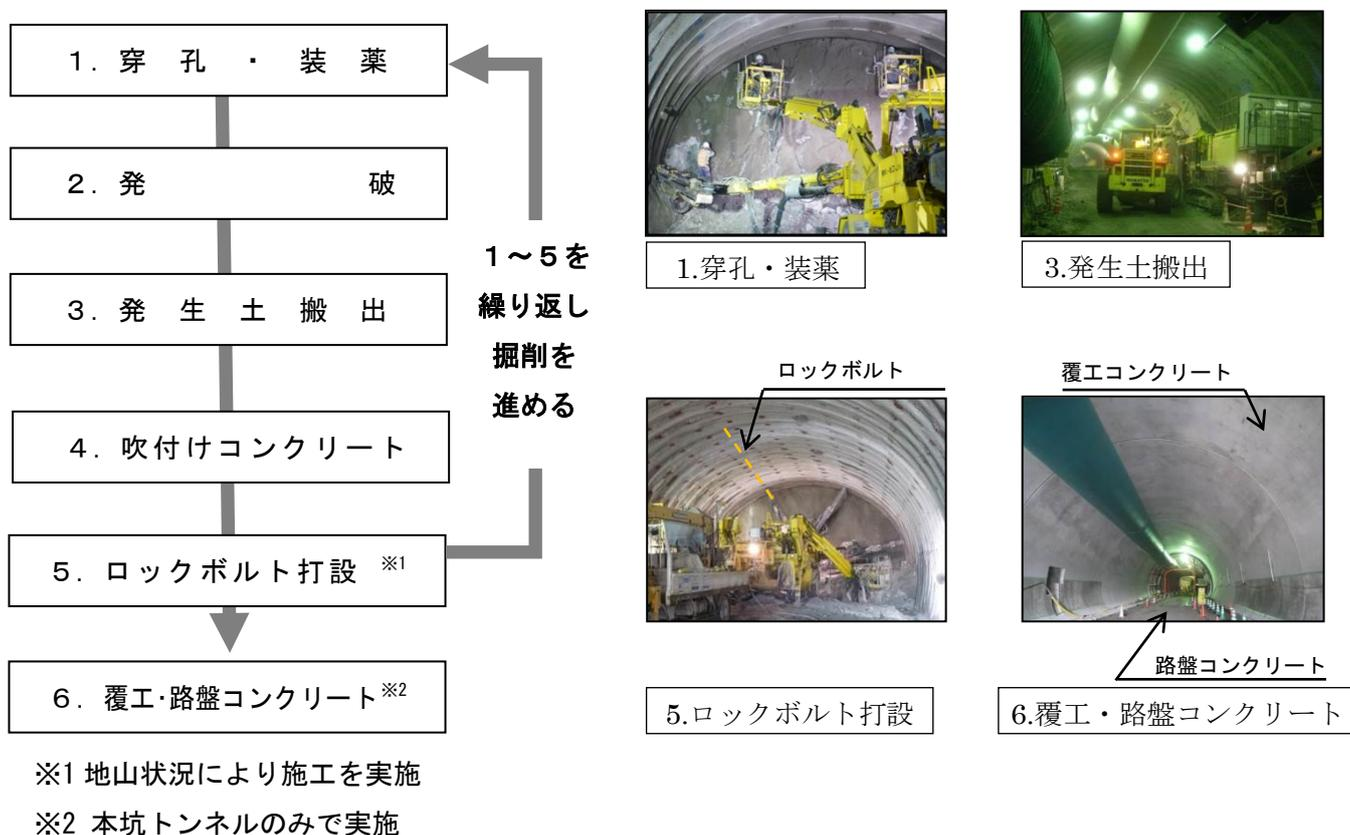 1．穿孔・装薬
2．発破
3．発生土搬出
4．吹付けコンクリート
5．ロックボルト打設 ※1
6．覆工･路盤コンクリート※2
※1 地山状況により施工を実施
※2 本坑トンネルのみで実施
1～5を
繰り返し
掘削を
進める
1.穿孔・装薬
3.発生土搬出
ロックボルト
5.ロックボルト打設
覆工コンクリート
路盤コンクリート
6.覆工・路盤コンクリート